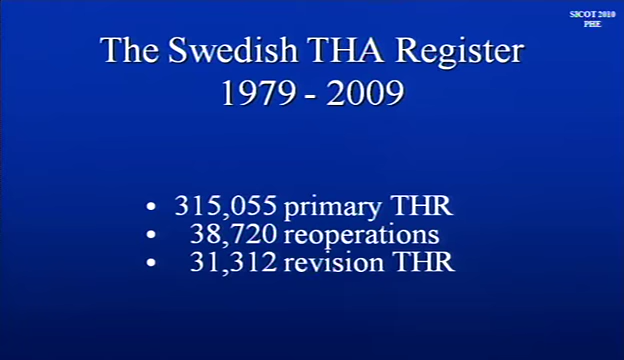 SICOT 2010
PHE
The Swedish THA Register
1979 - 2009
• 315,055 primary THR
• 38,720 reoperations
• 31,312 revision THR